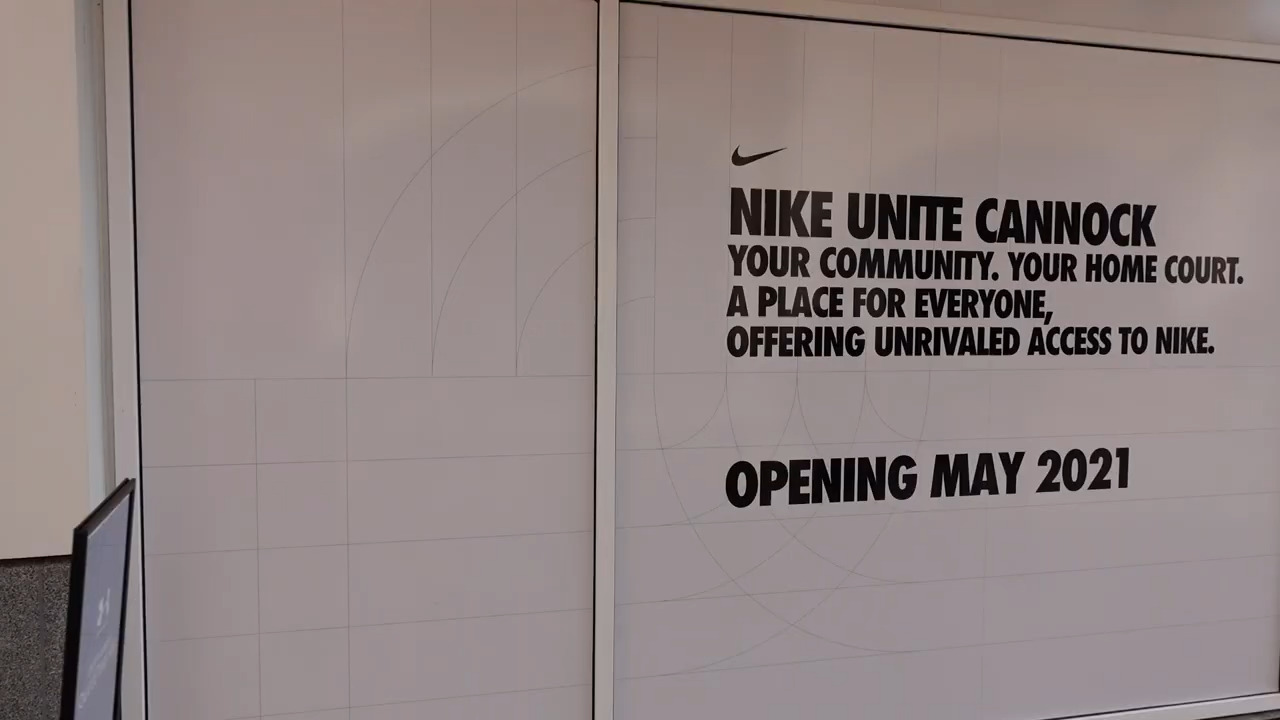 NIKE UNITE CANNOCK
YOUR COMMUNITY. YOUR HOME COURT.
A PLACE FOR EVERYONE,
OFFERING UNRIVALED ACCESS TO NIKE.
OPENING MAY 2021